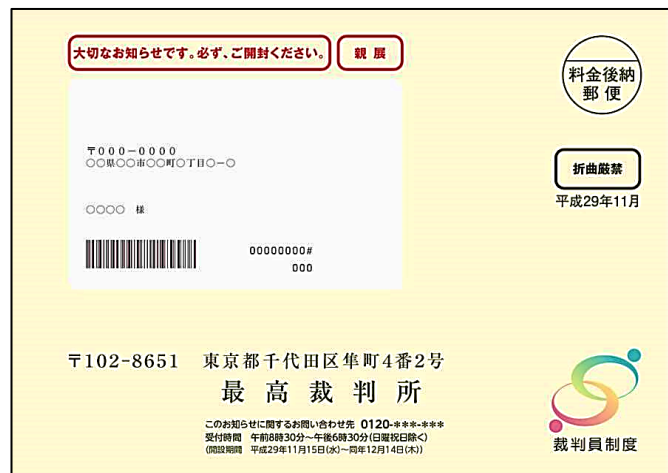 大切なお知らせです。必ず、ご開封ください。
親展
料金後納
郵便
〒000-0000
○○県○○市○○町○丁目○-○
○○○○ 様
00000000#
000
折曲厳禁
平成29年11月
〒102-8651 東京都千代田区隼町4番2号
最高裁判所
このお知らせに関するお問い合わせ先 0120-***-***
受付時間 午前8時30分～午後6時30分(日曜祝日除く)
(開設期間 平成29年11月15日(水)～同年12月14日(木))
裁判員制度